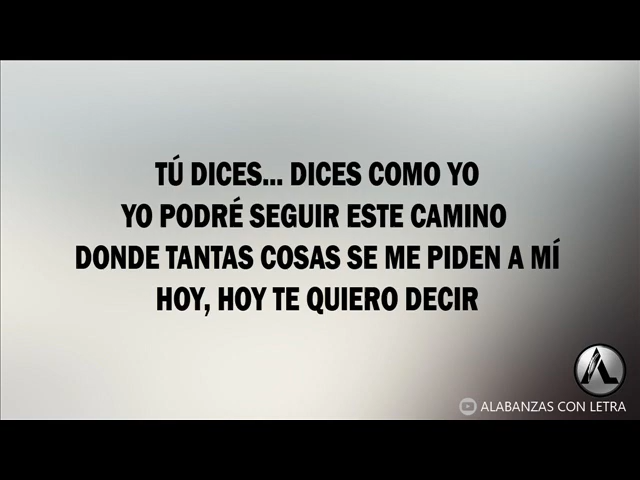 TÚ DICES... DICES COMO YO
YO PODRÉ SEGUIR ESTE CAMINO
DONDE TANTAS COSAS SE ME PIDEN A MÍ
HOY, HOY TE QUIERO DECIR
ALABANZAS CON LETRA